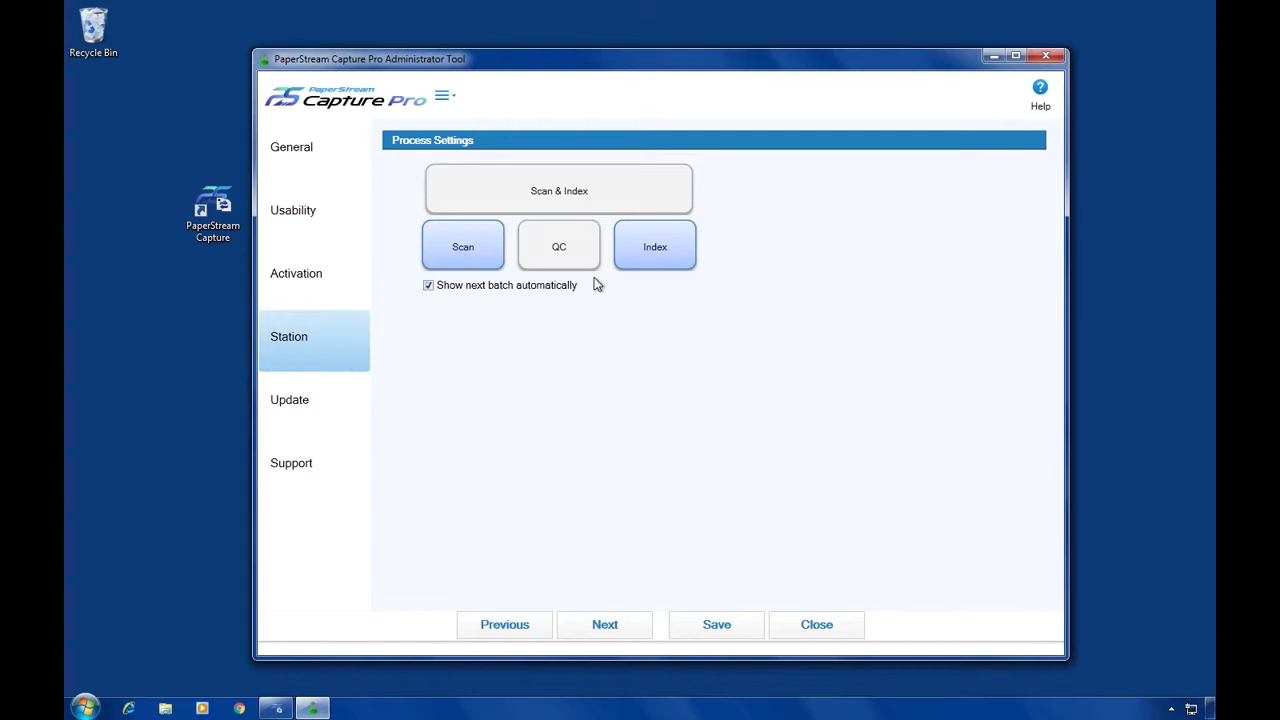 Recycle Bin
PaperStream
Capture
PaperStream Capture Pro Administrator Tool
PaperStream
Capture Pro
Help
General
Usability
Activation
Station
Update
Support
Process Settings
Scan & Index
Scan
QC
Index
Show next batch automatically
Previous
Next
Save
Close